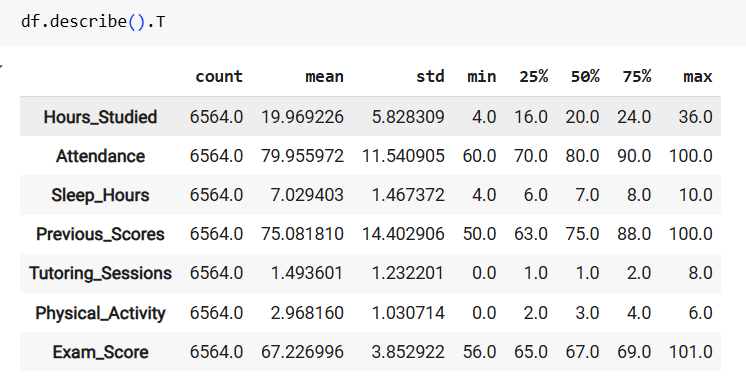 df.describe().T
count mean std min 25% 50% 75% max
Hours_Studied 6564.0 19.969226 5.828309 4.0 16.0 20.0 24.0 36.0
Attendance 6564.0 79.955972 11.540905 60.0 70.0 80.0 90.0 100.0
Sleep_Hours 6564.0 7.029403 1.467372 4.0 6.0 7.0 8.0 10.0
Previous_Scores 6564.0 75.081810 14.402906 50.0 63.0 75.0 88.0 100.0
Tutoring_Sessions 6564.0 1.493601 1.232201 0.0 1.0 1.0 2.0 8.0
Physical_Activity 6564.0 2.968160 1.030714 0.0 2.0 3.0 4.0 6.0
Exam_Score 6564.0 67.226996 3.852922 56.0 65.0 67.0 69.0 101.0